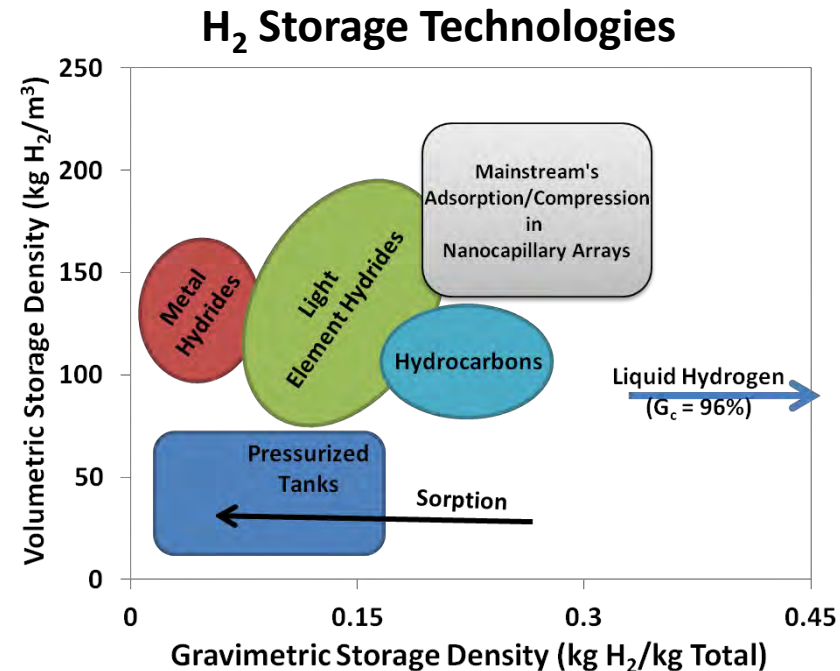 H₂ Storage Technologies
Volumetric Storage Density (kg H₂/m³)
250
200
150
100
50
0
Metal
Hydrides
Light
Element Hydrides
Mainstream's
Adsorption/Compression
in
Nanocapillary Arrays
Hydrocarbons
Liquid Hydrogen
(G꜀ = 96%)
Pressurized
Tanks
Sorption
0
0.15
0.3
0.45
Gravimetric Storage Density (kg H₂/kg Total)